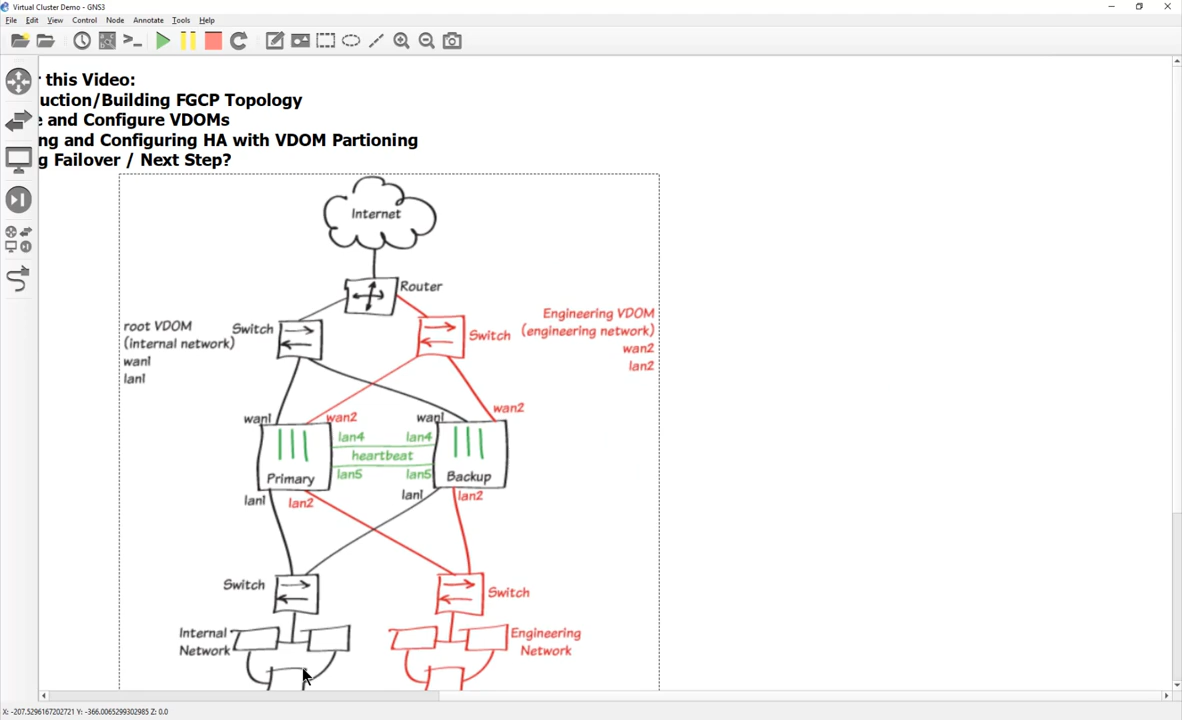 Virtual Cluster Demo - GNS3
File Edit View Control Node Annotate Tools Help
this Video:
uction/Building FGCP Topology
and Configure VDOMs
ng and Configuring HA with VDOM Partioning
g Failover / Next Step?
Internet
Router
root VDOM
(internal network)
wan1
lan1
Switch
Switch
Engineering VDOM
(engineering network)
wan2
lan2
wan1
wan2
wan1
wan2
lan4
lan4
heartbeat
lan5
lan5
Primary
Backup
lan1
lan2
lan1
lan2
Switch
Switch
Internal
Network
Engineering
Network
X: -207.5296167202721 Y: -366.0065299302985 Z: 0.0